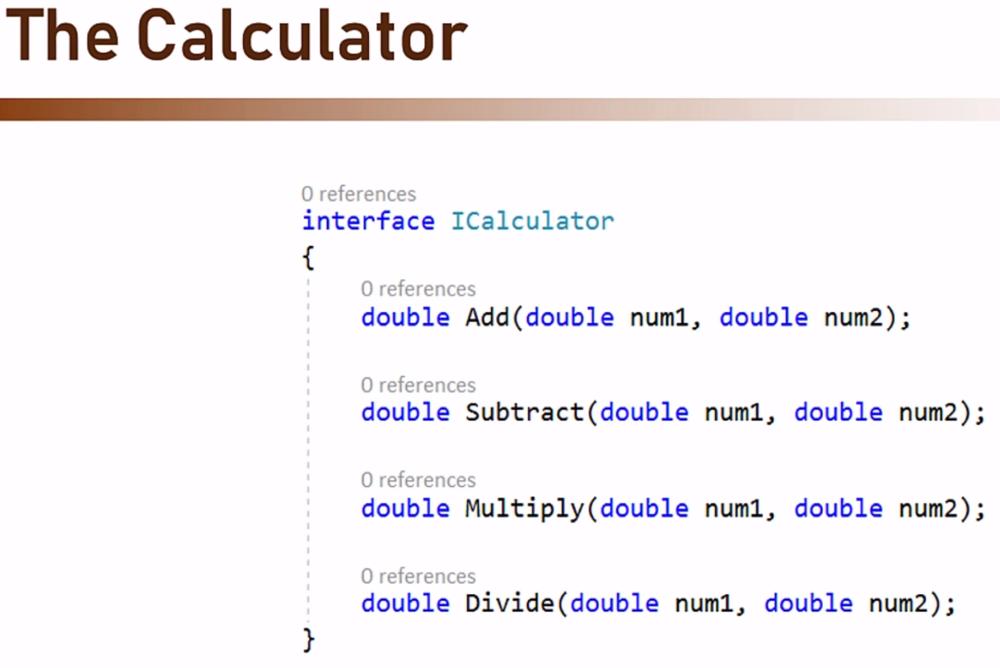 The Calculator
0 references
interface ICalculator
{
0 references
double Add(double num1, double num2);
0 references
double Subtract(double num1, double num2);
0 references
double Multiply(double num1, double num2);
0 references
double Divide(double num1, double num2);
}